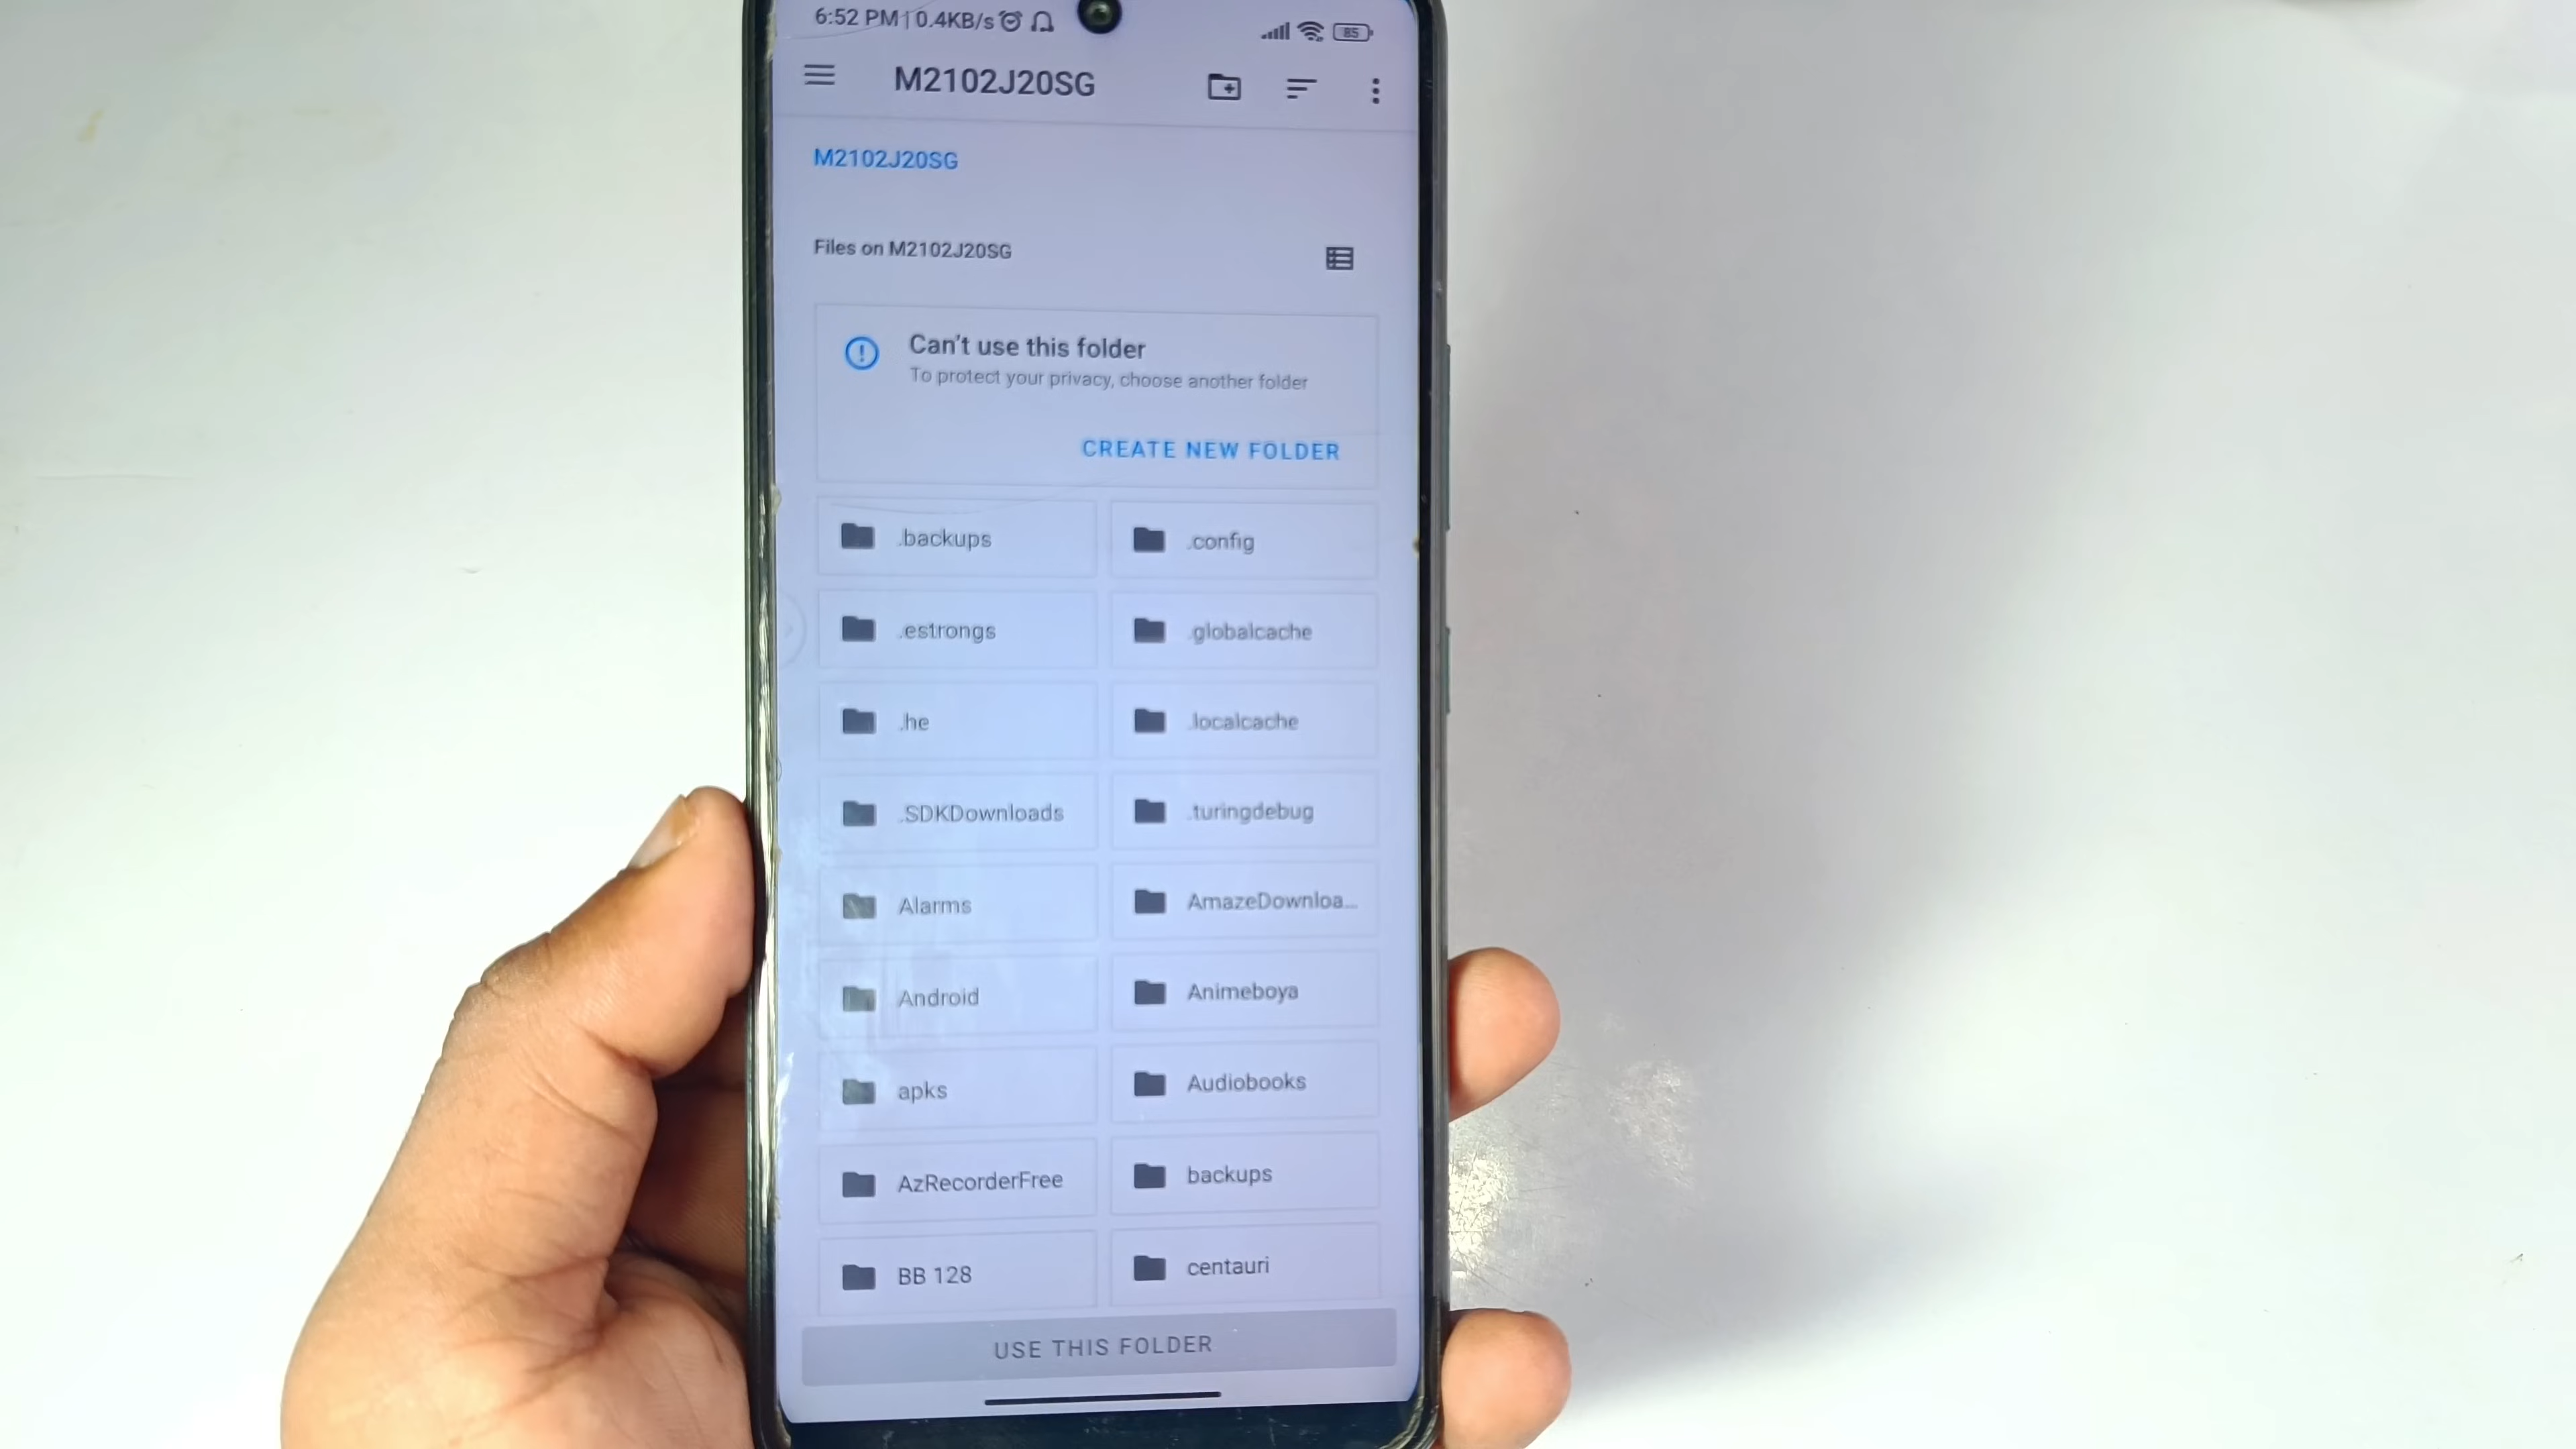 6:52 PM | 0.4KB/s
85
M2102J20SG
M2102J20SG
Files on M2102J20SG
Can't use this folder
To protect your privacy, choose another folder
CREATE NEW FOLDER
.backups
.config
.estrongs
.globalcache
.he
.localcache
.SDKDownloads
.turingdebug
Alarms
AmazeDownloa...
Android
Animeboya
apks
Audiobooks
AzRecorderFree
backups
BB 128
centauri
USE THIS FOLDER